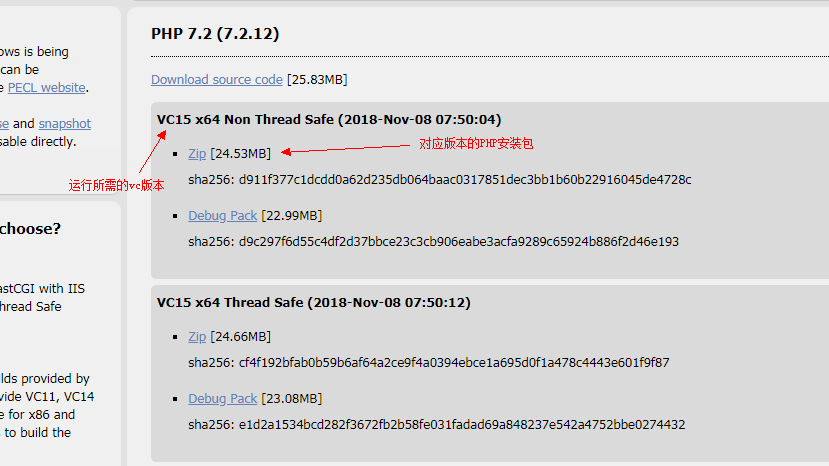 ows is being
can be
e PECL website.
se and snapshot
sable directly.
choose?
astCGI with IIS
hread Safe
lds provided by
vide VC11, VC14
e for x86 and
to build the
PHP 7.2 (7.2.12)
Download source code [25.83MB]
VC15 x64 Non Thread Safe (2018-Nov-08 07:50:04)
Zip [24.53MB]
对应版本的PHP安装包
运行所需的vc版本
sha256: d911f377c1dcdd0a62d235db064baac0317851dec3bb1b60b22916045de4728c
Debug Pack [22.99MB]
sha256: d9c297f6d55c4df2d37bbce23c3cb906eabe3acfa9289c65924b886f2d46e193
VC15 x64 Thread Safe (2018-Nov-08 07:50:12)
Zip [24.66MB]
sha256: cf4f192bfab0b59b6af64a2ce9f4a0394ebce1a695d0f1a478c4443e601f9f87
Debug Pack [23.08MB]
sha256: e1d2a1534bcd282f3672fb2b58fe031fadad69a848237e542a4752bbe0274432